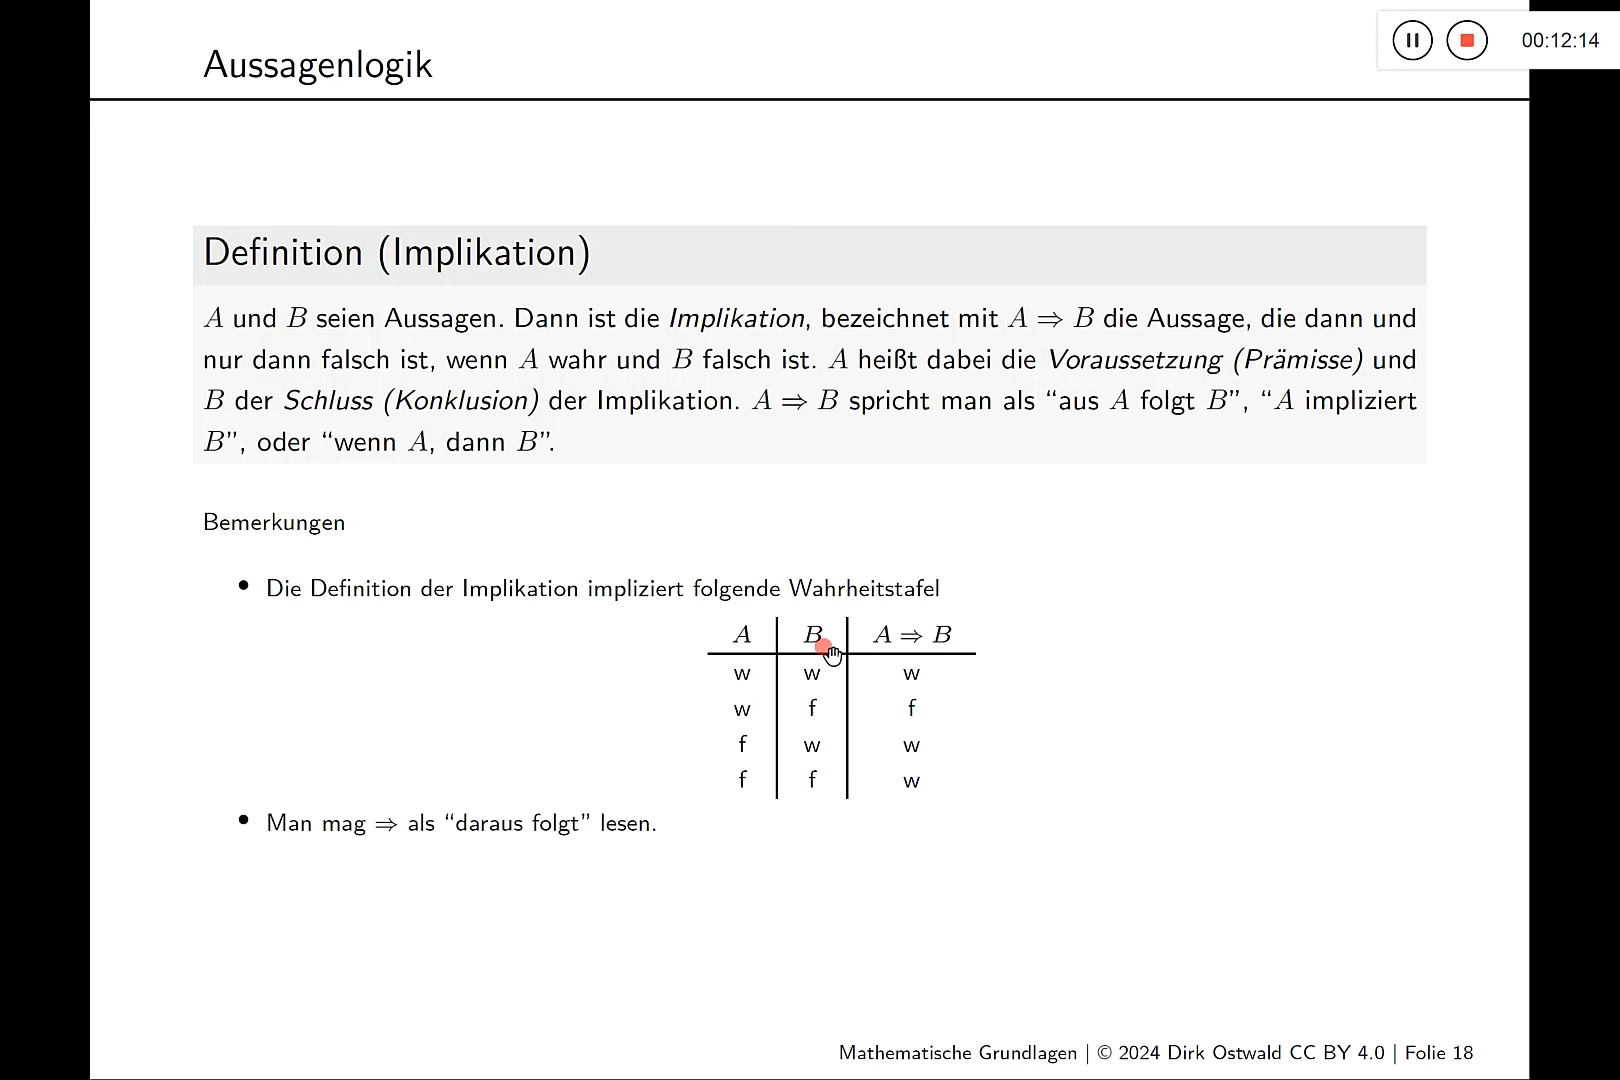 Aussagenlogik
00:12:14
Definition (Implikation)
A und B seien Aussagen. Dann ist die Implikation, bezeichnet mit A ⇒ B die Aussage, die dann und
nur dann falsch ist, wenn A wahr und B falsch ist. A heißt dabei die Voraussetzung (Prämisse) und
B der Schluss (Konklusion) der Implikation. A ⇒ B spricht man als “aus A folgt B”, “A impliziert
B”, oder “wenn A, dann B”.
Bemerkungen
• Die Definition der Implikation impliziert folgende Wahrheitstafel
A B A ⇒ B
w w w
w f f
f w w
f f w
• Man mag ⇒ als “daraus folgt” lesen.
Mathematische Grundlagen | © 2024 Dirk Ostwald CC BY 4.0 | Folie 18